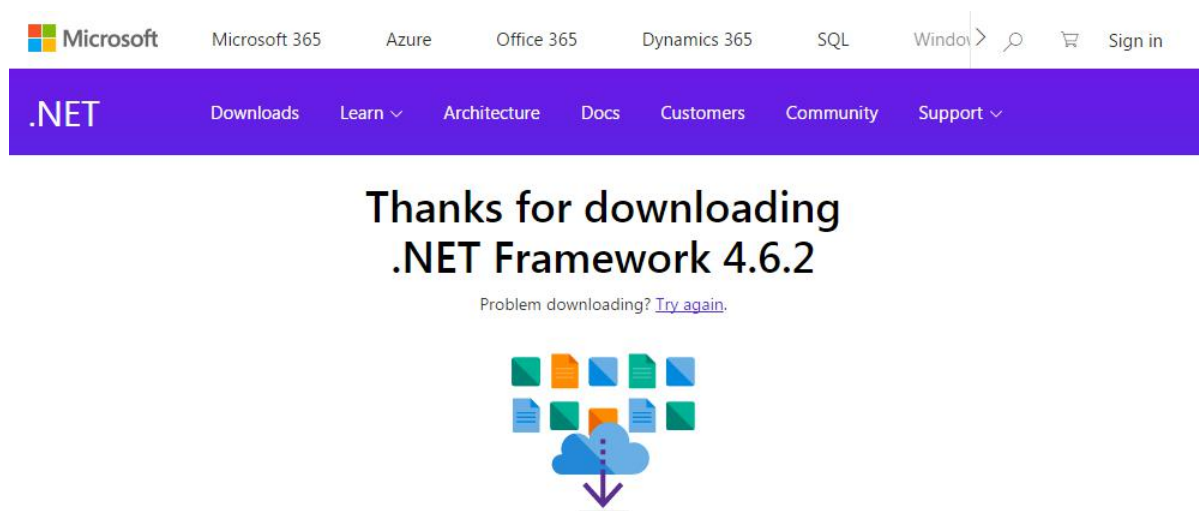 Microsoft Microsoft 365 Azure Office 365 Dynamics 365 SQL Sign in
.NET Downloads Learn Architecture Docs Customers Community Support
Thanks for downloading
.NET Framework 4.6.2
Problem downloading? Try again.